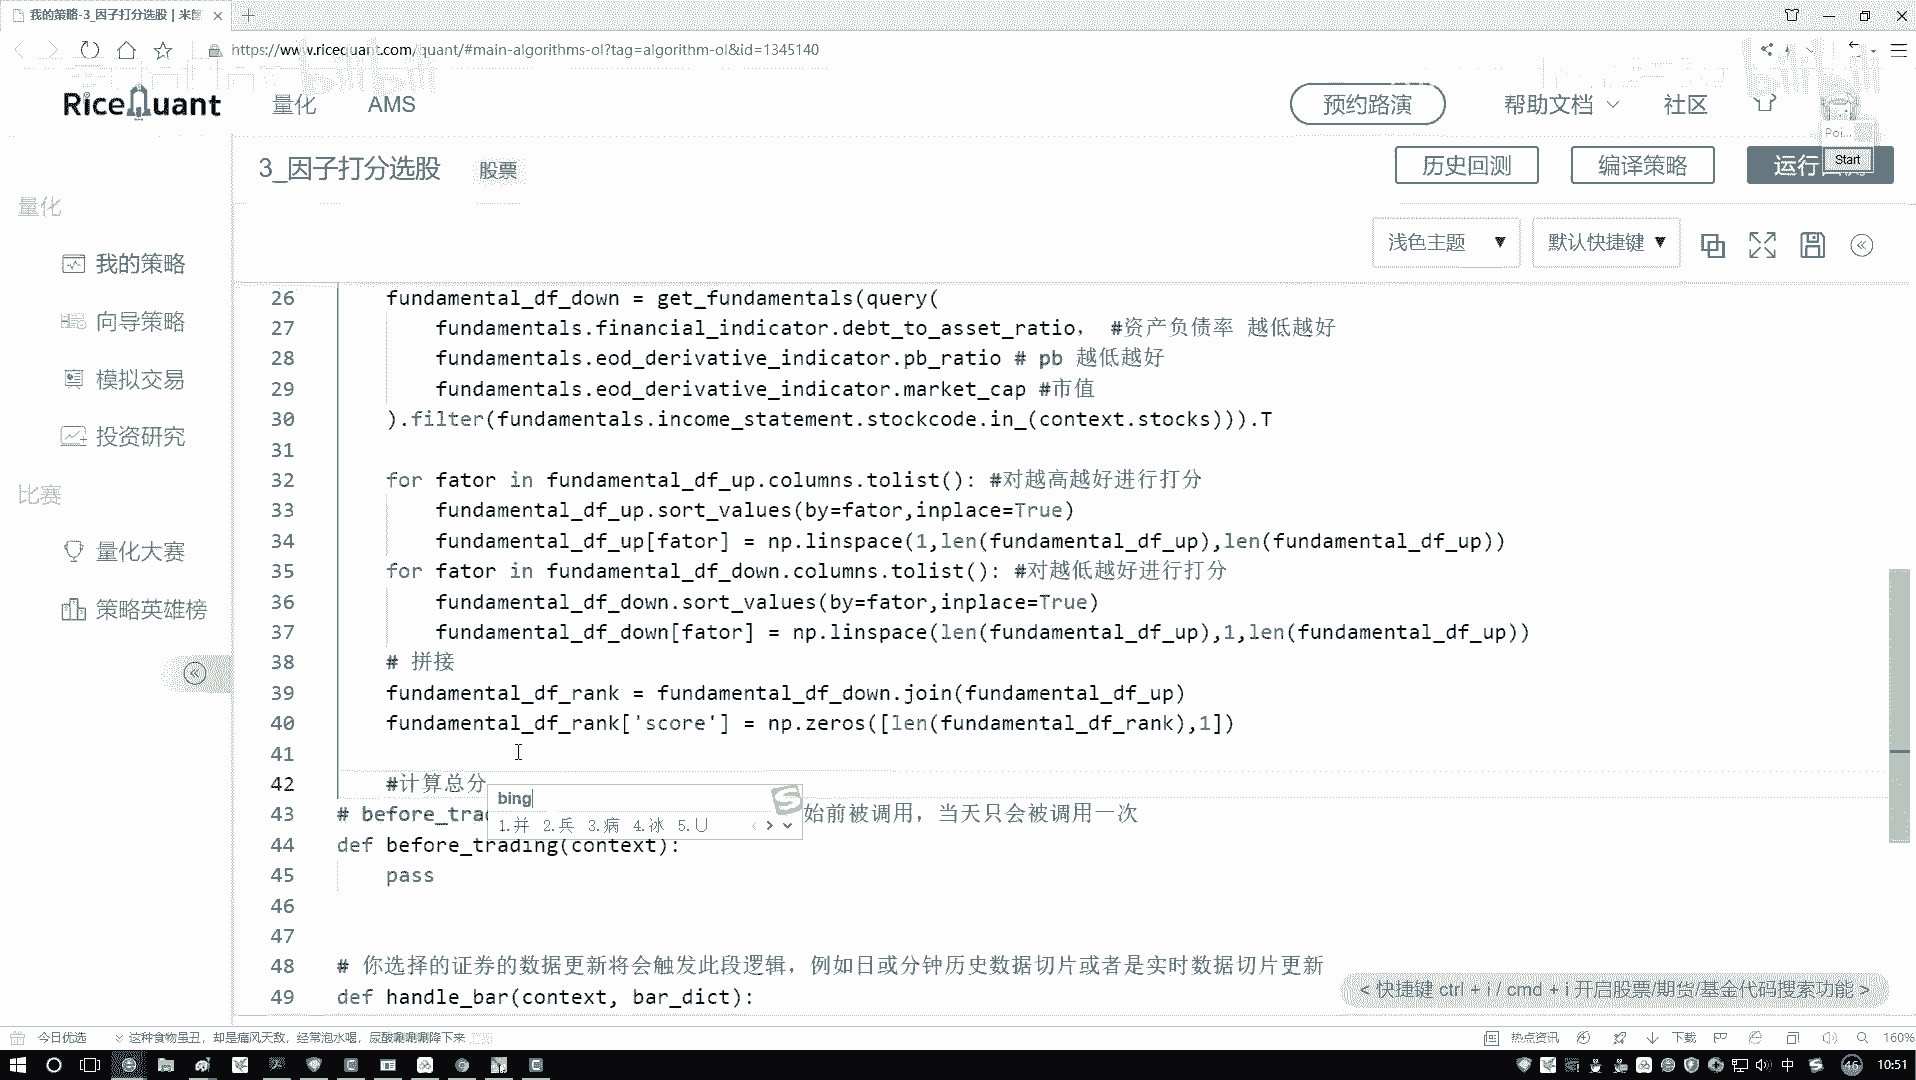 我的策略-3_因子打分选股 | 米筐
https://www.ricequant.com/quant/#main-algorithms-ol?tag=algorithm-ol&id=1345140
bilibili
bilibili
RiceQuant
量化
AMS
预约路演
帮助文档
社区
Poi...
Start
3_因子打分选股
股票
历史回测
编译策略
运行
量化
我的策略
向导策略
模拟交易
投资研究
比赛
量化大赛
策略英雄榜
浅色主题 ▼
默认快捷键 ▼
26 fundamental_df_down = get_fundamentals(query(
27 fundamentals.financial_indicator.debt_to_asset_ratio， #资产负债率 越低越好
28 fundamentals.eod_derivative_indicator.pb_ratio # pb 越低越好
29 fundamentals.eod_derivative_indicator.market_cap #市值
30 ).filter(fundamentals.income_statement.stockcode.in_(context.stocks))).T
31
32 for fator in fundamental_df_up.columns.tolist(): #对越高越好进行打分
33 fundamental_df_up.sort_values(by=fator,inplace=True)
34 fundamental_df_up[fator] = np.linspace(1,len(fundamental_df_up),len(fundamental_df_up))
35 for fator in fundamental_df_down.columns.tolist(): #对越低越好进行打分
36 fundamental_df_down.sort_values(by=fator,inplace=True)
37 fundamental_df_down[fator] = np.linspace(len(fundamental_df_up),1,len(fundamental_df_up))
38 # 拼接
39 fundamental_df_rank = fundamental_df_down.join(fundamental_df_up)
40 fundamental_df_rank['score'] = np.zeros([len(fundamental_df_rank),1])
41
42 #计算总分
bing
1.并 2.兵 3.病 4.冰 5.U
43 # before_tra 始前被调用，当天只会被调用一次
44 def before_trading(context):
45 pass
46
47
48 # 你选择的证券的数据更新将会触发此段逻辑，例如日或分钟历史数据切片或者是实时数据切片更新
49 def handle_bar(context, bar_dict):
< 快捷键 ctrl + i / cmd + i 开启股票/期货/基金代码搜索功能 >
今日优选
这种食物虽丑，却是痛风天敌，经常泡水喝，尿酸唰唰唰降下来
热点资讯
下载
160%
中
46
10:51